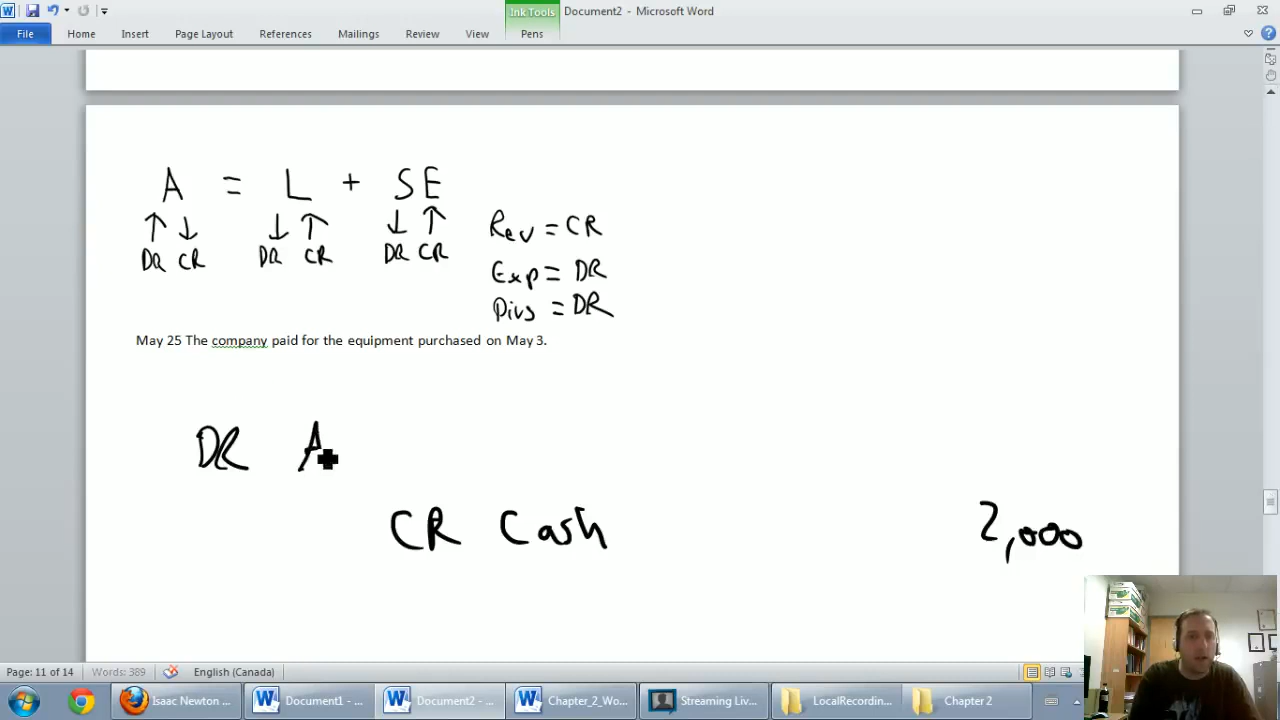 Ink Tools
Document2 - Microsoft Word
File Home Insert Page Layout References Mailings Review View Pens
A = L + SE
DR CR DR CR DR CR
Rev = CR
Exp = DR
Divs = DR
May 25 The company paid for the equipment purchased on May 3.
DR A
CR Cash 2,000
Page: 11 of 14 Words: 389 English (Canada)
Isaac Newton ... Document1 - ... Document2 - ... Chapter_2_Wo... Streaming Liv... LocalRecording... Chapter 2